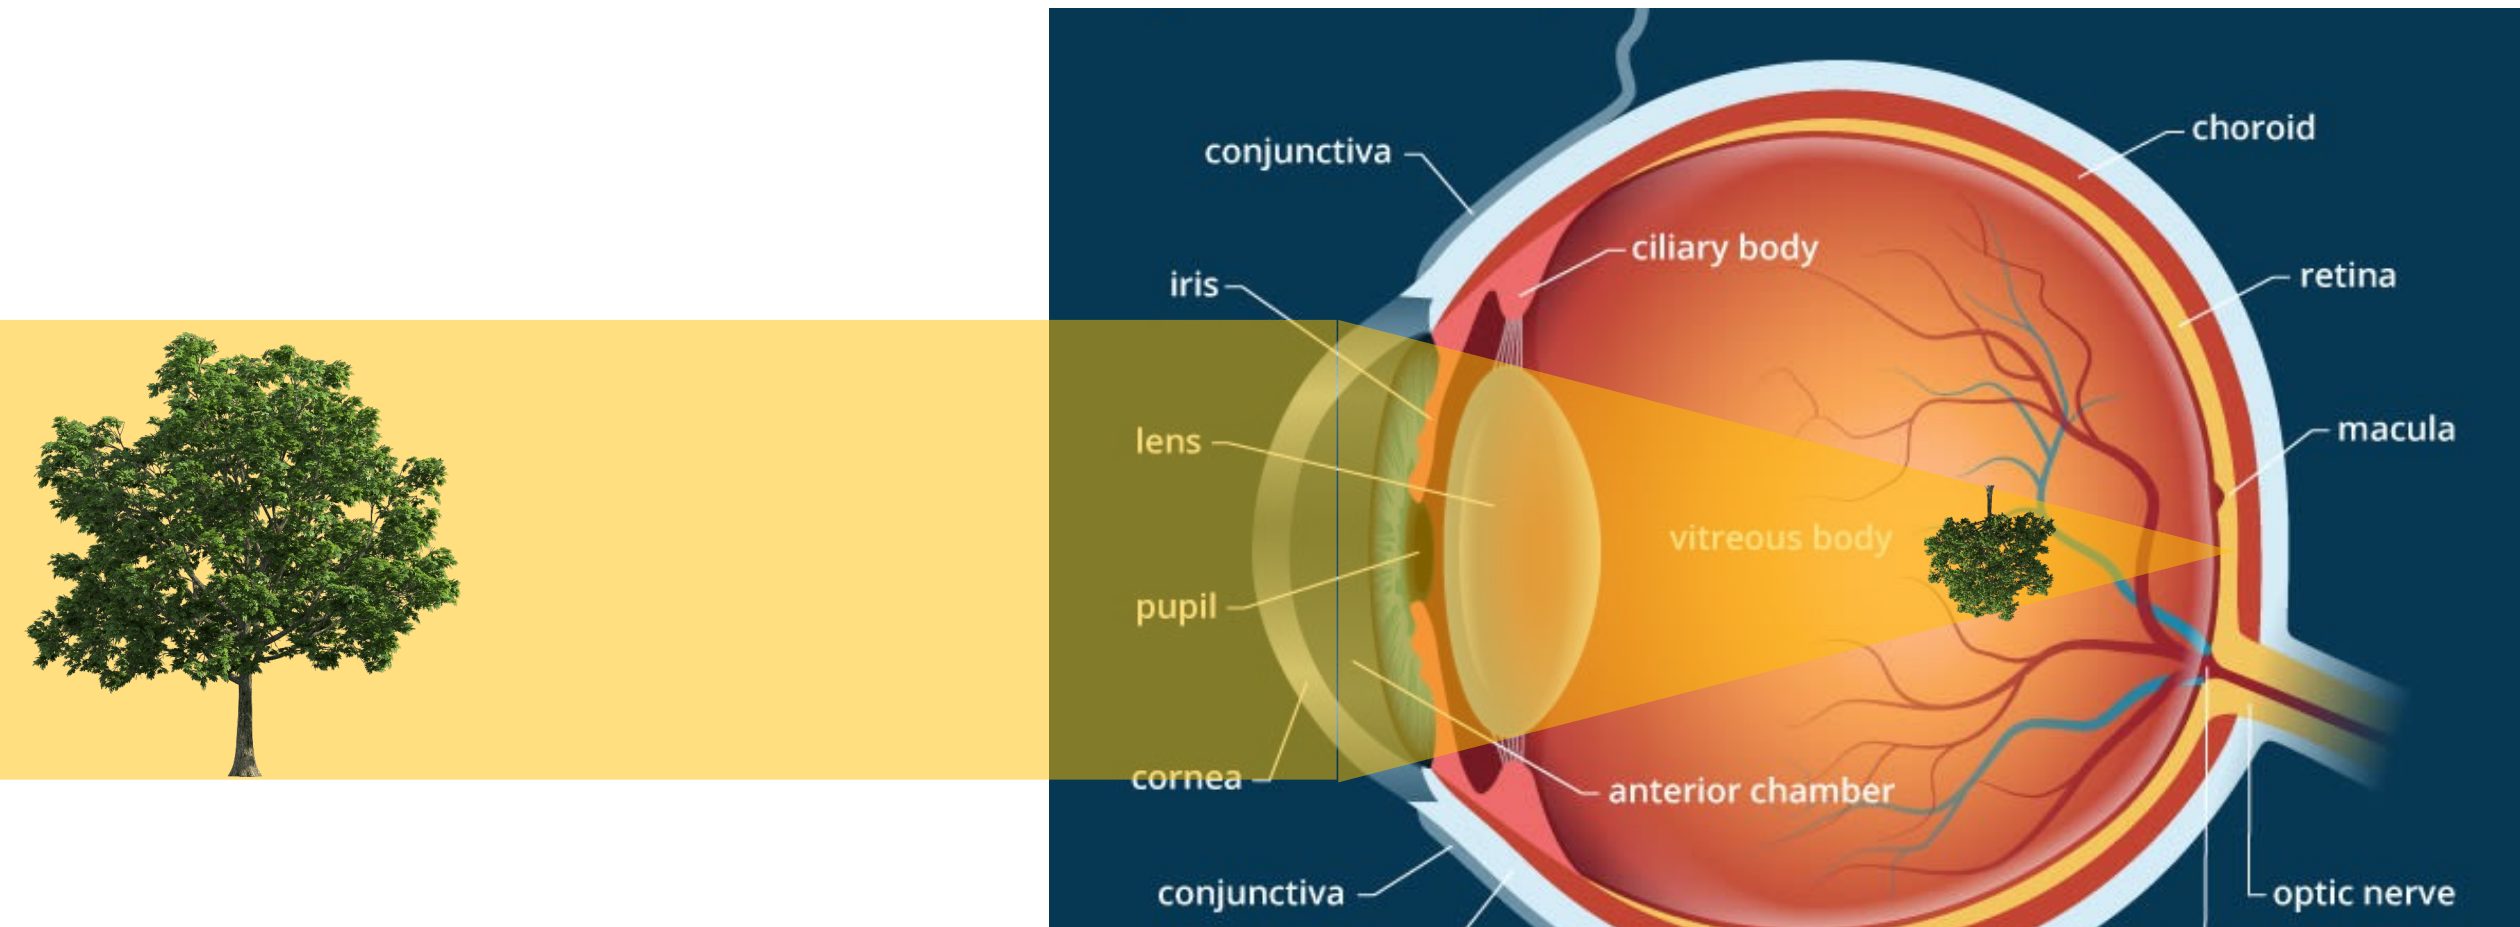 conjunctiva
choroid
ciliary body
iris
retina
lens
macula
vitreous body
pupil
cornea
anterior chamber
conjunctiva
optic nerve